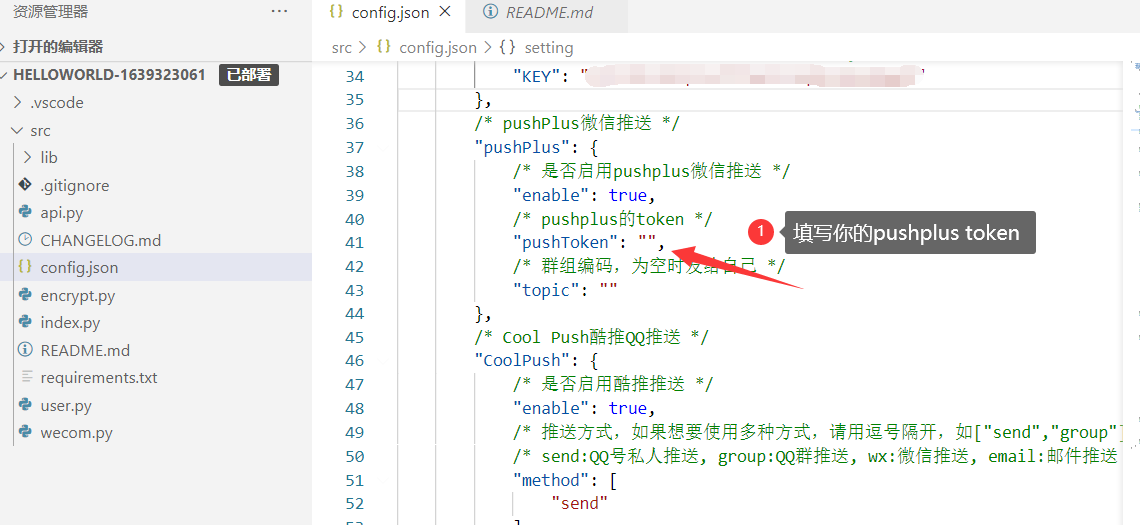 资源管理器
···
打开的编辑器
HELLOWORLD-1639323061 已部署
.vscode
src
lib
.gitignore
api.py
CHANGELOG.md
config.json
encrypt.py
index.py
README.md
requirements.txt
user.py
wecom.py
{} config.json × README.md
src > {} config.json > {} setting
34 "KEY": "
35 },
36 /* pushPlus微信推送 */
37 "pushPlus": {
38 /* 是否启用pushplus微信推送 */
39 "enable": true,
40 /* pushplus的token */
41 "pushToken": "",
1 填写你的pushplus token
42 /* 群组编码，为空时发给自己 */
43 "topic": ""
44 },
45 /* Cool Push酷推QQ推送 */
46 "CoolPush": {
47 /* 是否启用酷推推送 */
48 "enable": true,
49 /* 推送方式，如果想要使用多种方式，请用逗号隔开，如["send","group"]
50 /* send:QQ号私人推送, group:QQ群推送, wx:微信推送, email:邮件推送
51 "method": [
52 "send"